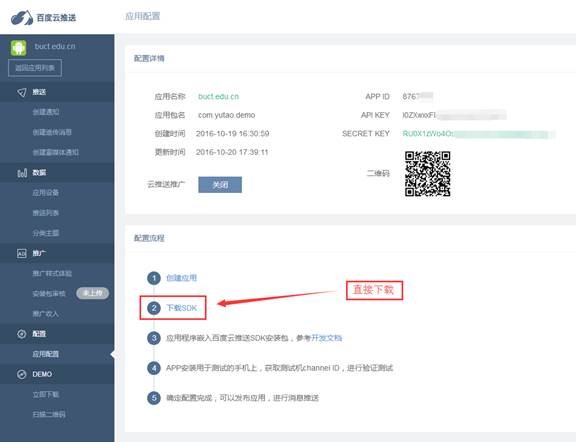 百度云推送
应用配置
buct.edu.cn
返回应用列表
推送
创建通知
创建透传消息
创建富媒体通知
数据
应用设备
推送列表
分类主题
推广
推广样式体验
安装包审核 未上传
推广收入
配置
应用配置
DEMO
立即下载
扫描二维码
配置详情
应用名称 buct.edu.cn APP ID 8767
应用包名 com.yutao.demo API KEY
创建时间 2016-10-19 16:30:59 SECRET KEY
更新时间 2016-10-20 17:39:11
二维码
云推送推广 关闭
配置流程
1 创建应用
直接下载
2 下载SDK
3 应用程序嵌入百度云推送SDK安装包，参考开发文档
4 APP安装用于测试的手机上，获取测试机channel ID，进行验证测试
5 确定配置完成，可以发布应用，进行消息推送